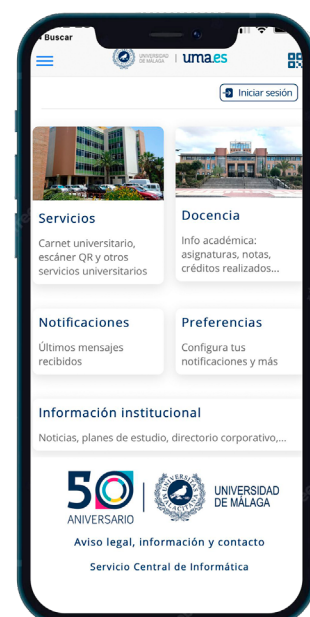 Buscar
UNIVERSIDAD
DE MÁLAGA
uma.es
Iniciar sesión
Servicios
Carnet universitario,
escáner QR y otros
servicios universitarios
Docencia
Info académica:
asignaturas, notas,
créditos realizados...
Notificaciones
Últimos mensajes
recibidos
Preferencias
Configura tus
notificaciones y más
Información institucional
Noticias, planes de estudio, directorio corporativo,...
50
ANIVERSARIO
UNIVERSIDAD
DE MÁLAGA
Aviso legal, información y contacto
Servicio Central de Informática